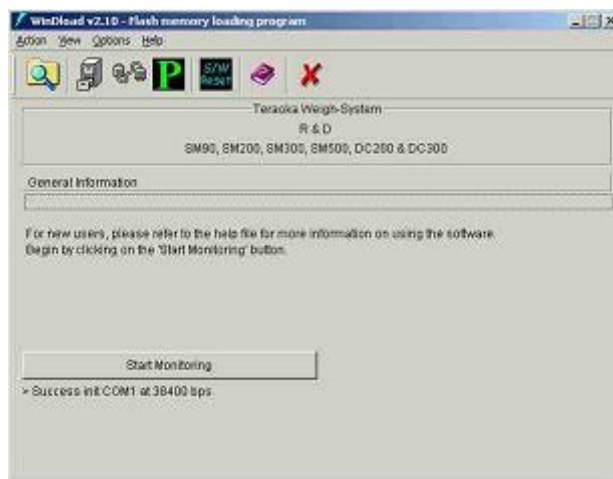 WinDload v2.10 - Flash memory loading program
Action View Options Help
P S/W Reset
Teraoka Weigh-System
R & D
SM90, SM200, SM300, SM500, DC200 & DC300
General Information
For new users, please refer to the help file for more information on using the software.
Begin by clicking on the 'Start Monitoring' button.
Start Monitoring
> Success init COM1 at 38400 bps